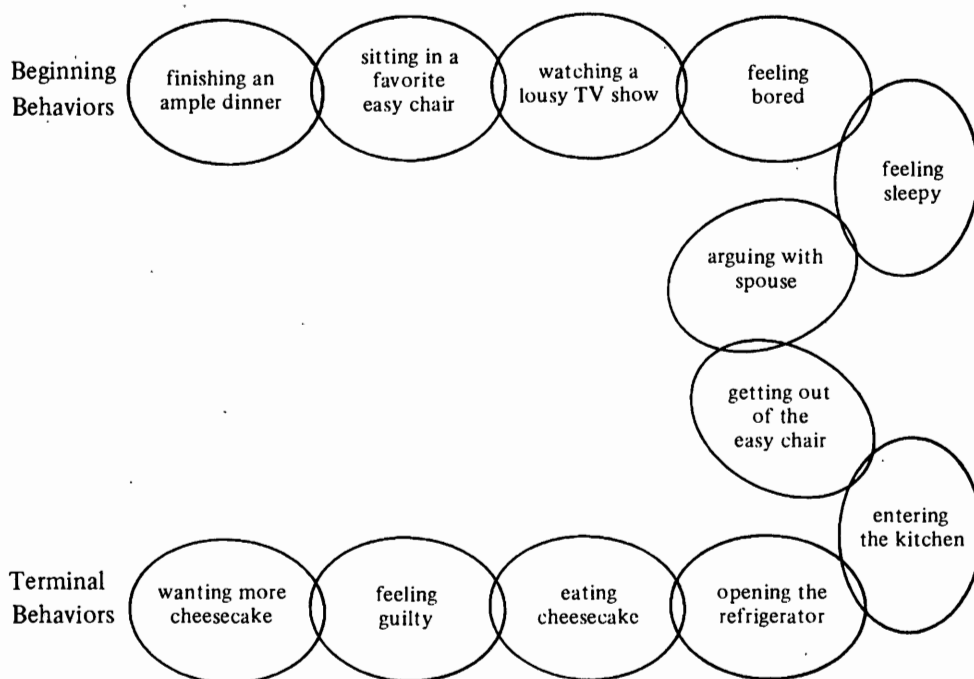 Beginning
Behaviors
finishing an
ample dinner
sitting in a
favorite
easy chair
watching a
lousy TV show
feeling
bored
feeling
sleepy
arguing with
spouse
getting out
of the
easy chair
entering
the kitchen
opening the
refrigerator
eating
cheesecake
feeling
guilty
wanting more
cheesecake
Terminal
Behaviors